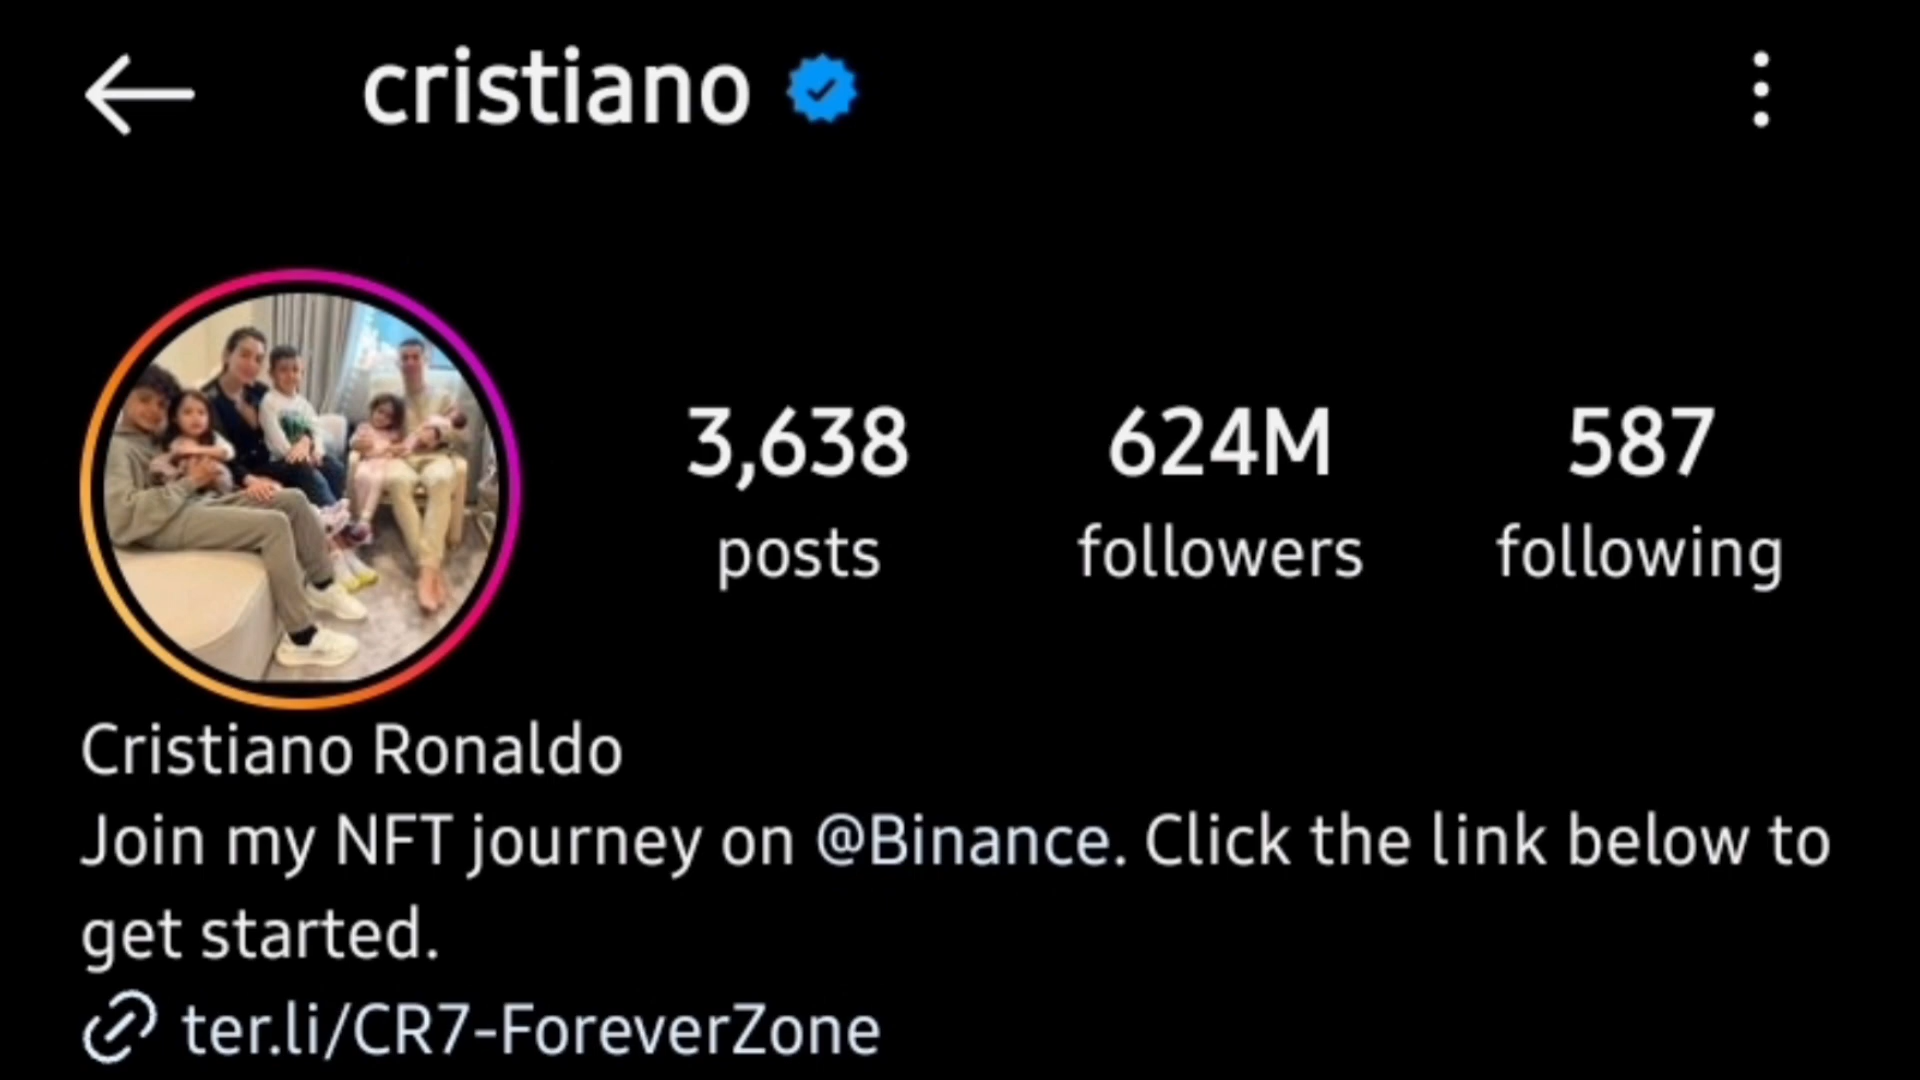 cristiano
3,638 624M 587
posts followers following
Cristiano Ronaldo
Join my NFT journey on @Binance. Click the link below to
get started.
ter.li/CR7-ForeverZone